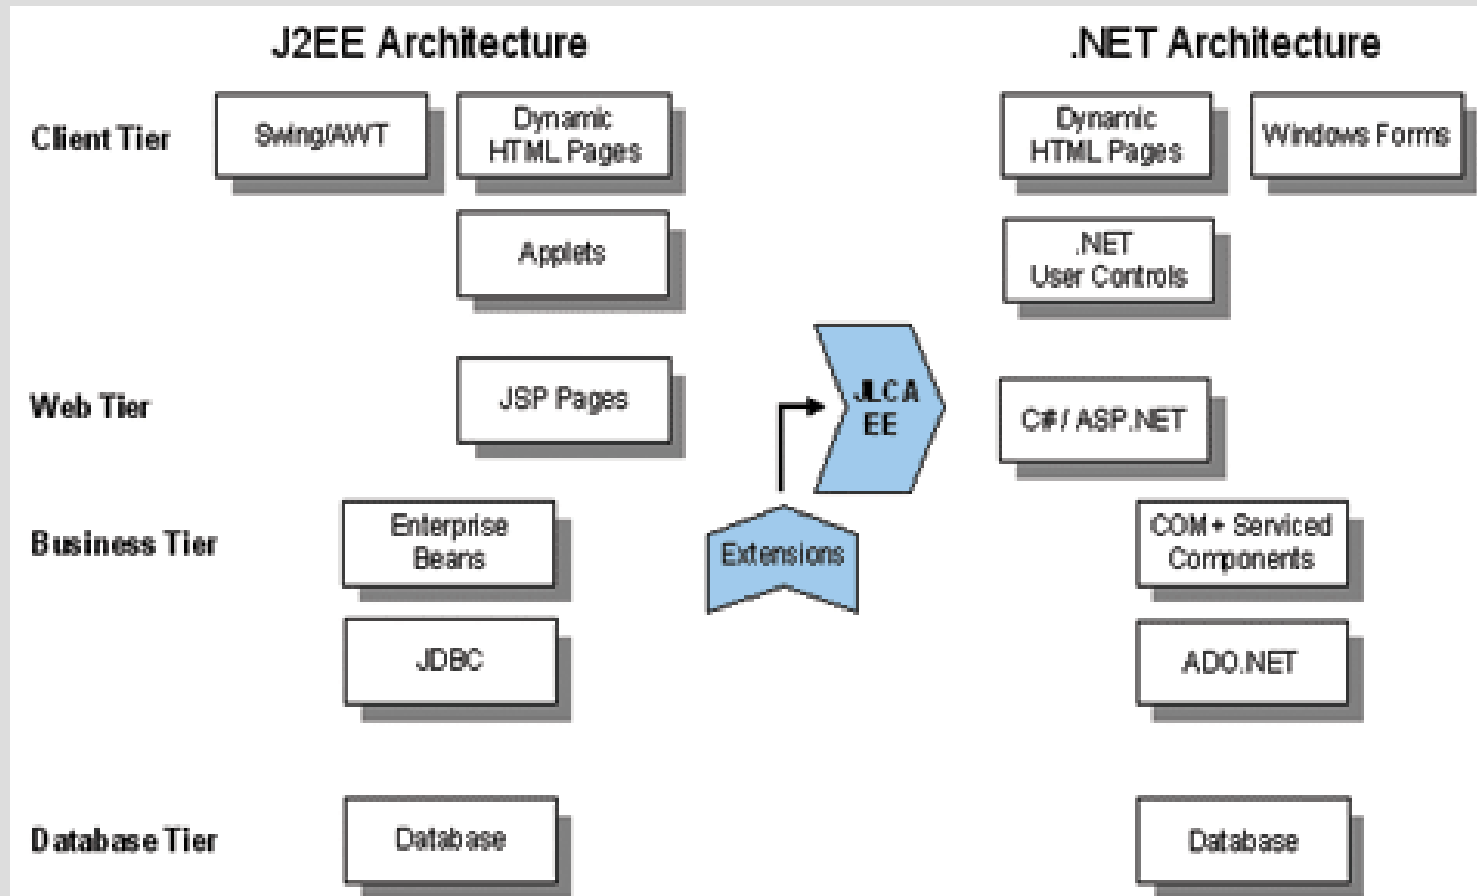 J2EE Architecture
.NET Architecture
Client Tier
Swing/AWT
Dynamic
HTML Pages
Dynamic
HTML Pages
Windows Forms
Applets
.NET
User Controls
Web Tier
JSP Pages
JLCA
EE
C# / ASP.NET
Business Tier
Enterprise
Beans
Extensions
COM+ Serviced
Components
JDBC
ADO.NET
Database Tier
Database
Database